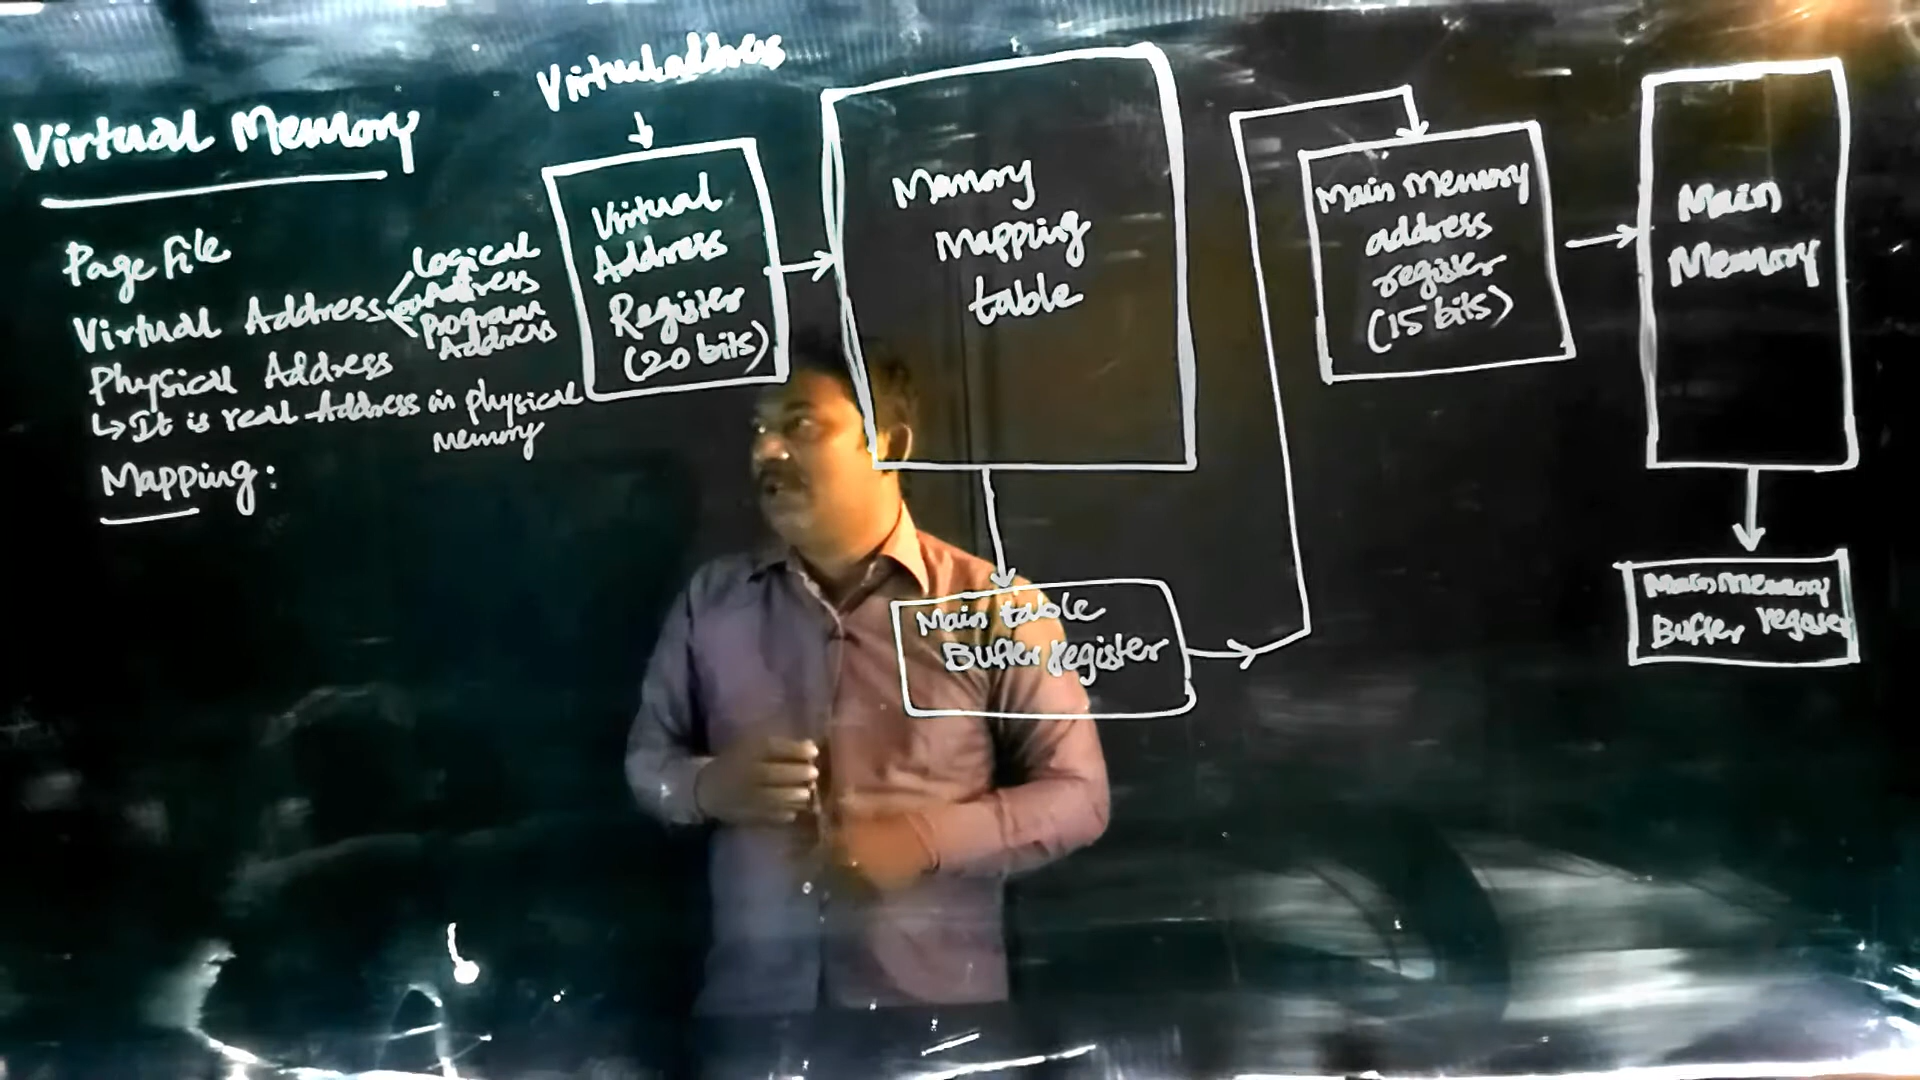 Virtual Memory
Page File
Virtual Address
Logical
Address
Program
Address
Physical Address
↳ It is real Address in physical
Memory
Mapping:
Virtual address
Virtual
Address
Register
(20 bits)
Memory
Mapping
table
Main table
Buffer register
Main Memory
address
register
(15 bits)
Main
Memory
Main Memory
Buffer register